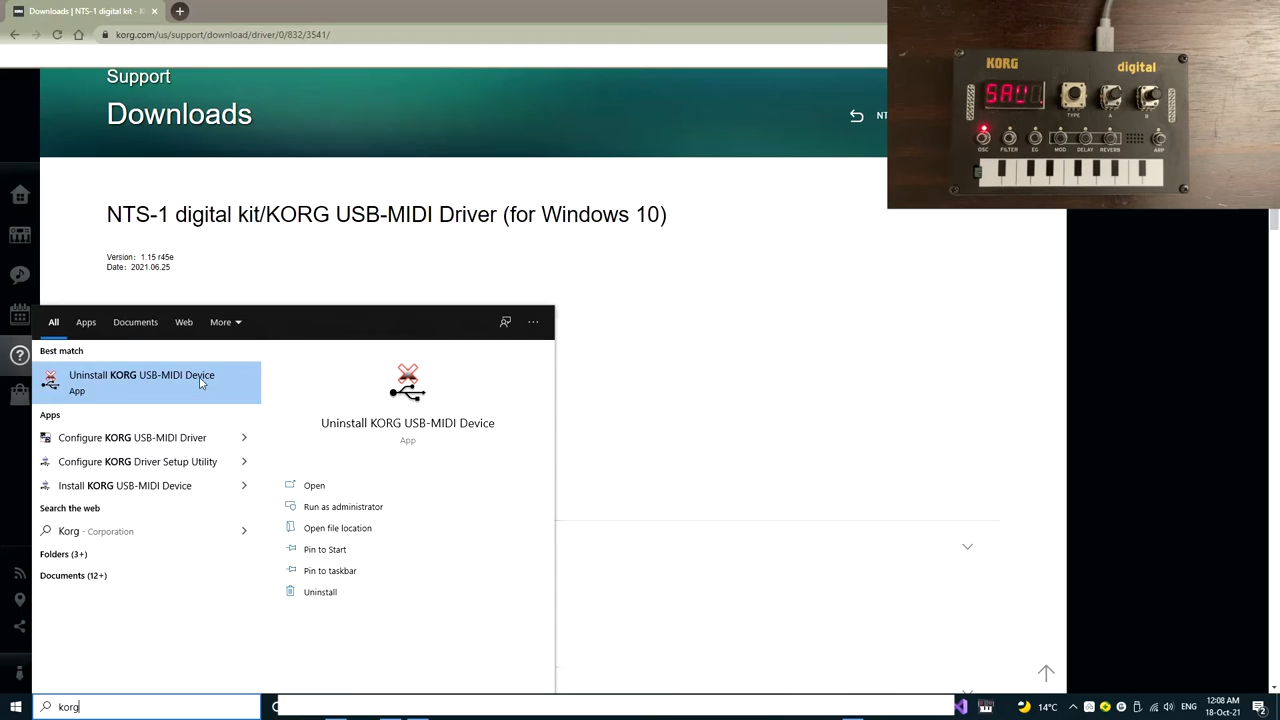 Downloads | NTS-1 digital kit - K
korg.com/us/support/download/driver/0/832/3541/
Support
Downloads
NT
NTS-1 digital kit/KORG USB-MIDI Driver (for Windows 10)
Version: 1.15 r45e
Date: 2021.06.25
KORG
digital
SAV.
TYPE
A
B
OSC
FILTER
EG
MOD
DELAY
REVERB
ARP
All
Apps
Documents
Web
More
Best match
Uninstall KORG USB-MIDI Device
App
Apps
Configure KORG USB-MIDI Driver
Configure KORG Driver Setup Utility
Install KORG USB-MIDI Device
Search the web
Korg - Corporation
Folders (3+)
Documents (12+)
Uninstall KORG USB-MIDI Device
App
Open
Run as administrator
Open file location
Pin to Start
Pin to taskbar
Uninstall
korg
14°C
ENG
12:08 AM
18-Oct-21
2